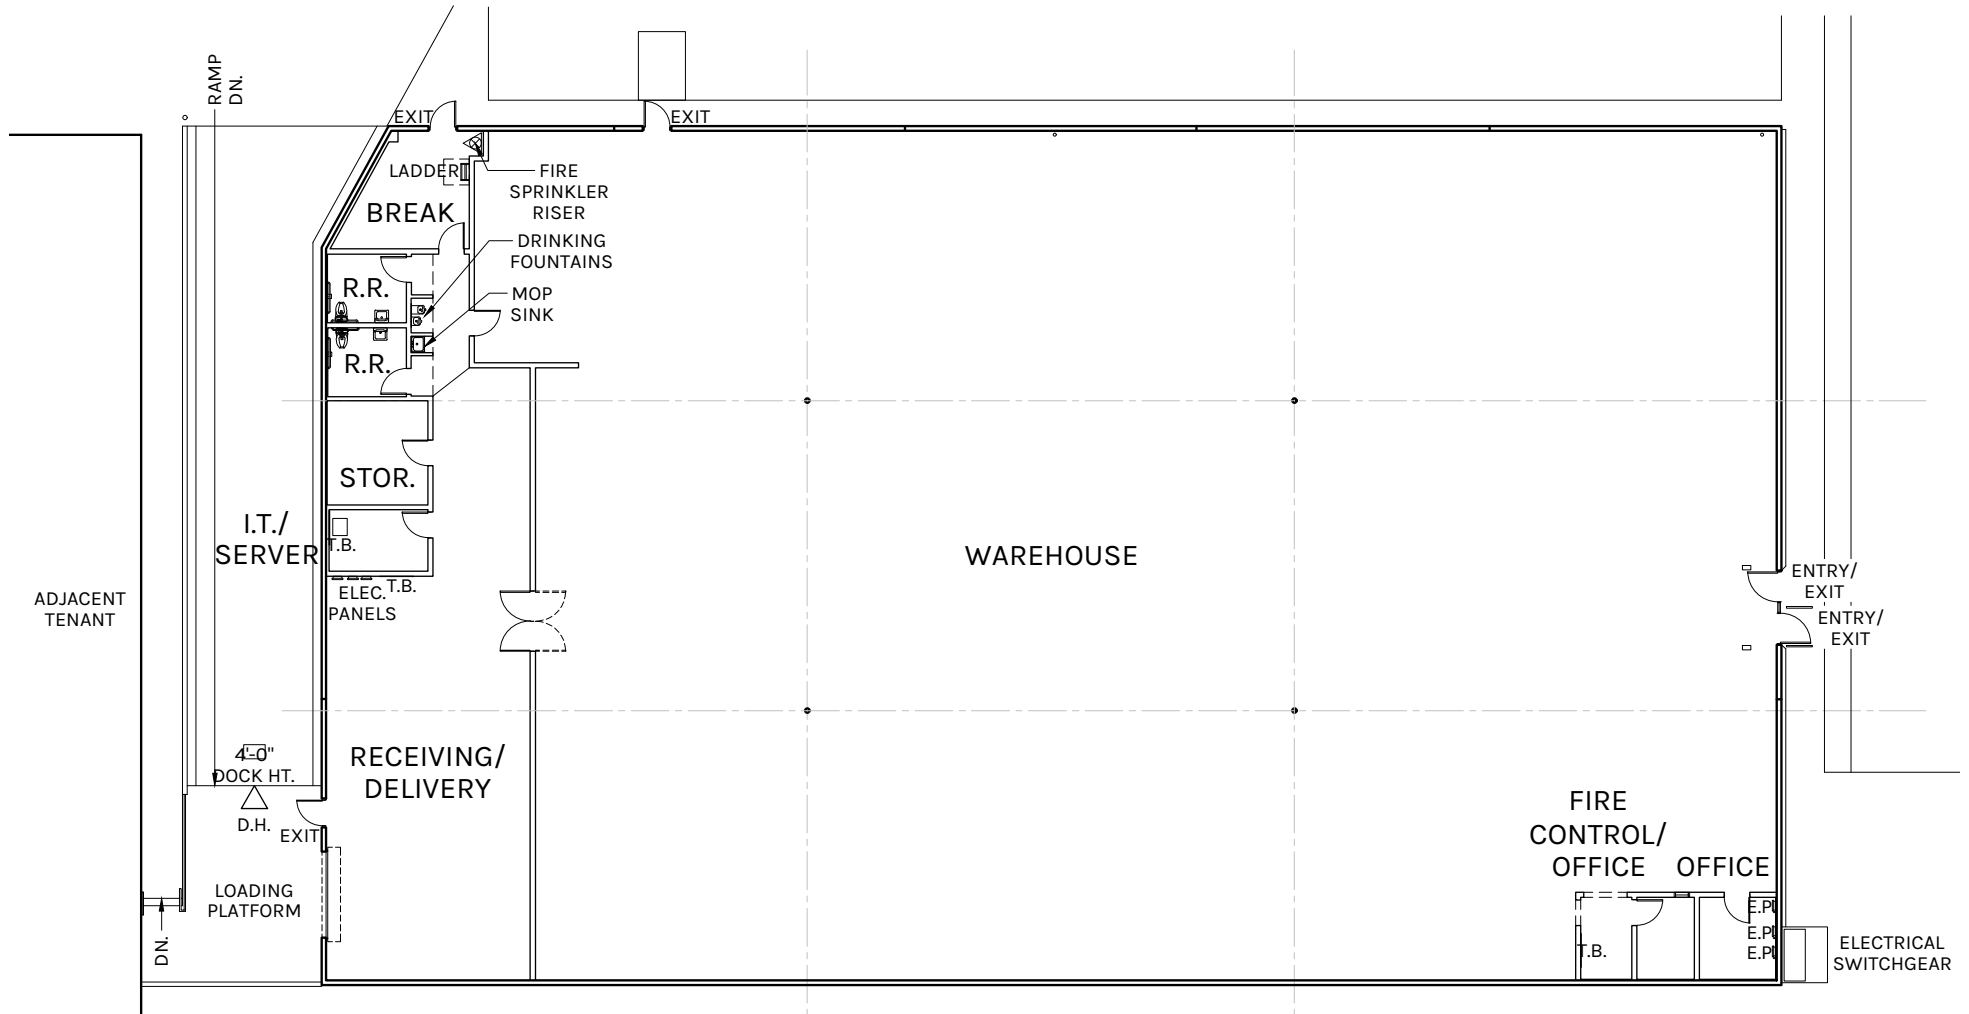 RAMP
DN.
EXIT
EXIT
LADDER
FIRE
SPRINKLER
RISER
BREAK
DRINKING
FOUNTAINS
R.R.
MOP
SINK
R.R.
STOR.
I.T./
SERVER
T.B.
WAREHOUSE
ELEC.
PANELS
T.B.
ADJACENT
TENANT
ENTRY/
EXIT
ENTRY/
EXIT
4'-0"
DOCK HT.
D.H.
EXIT
RECEIVING/
DELIVERY
LOADING
PLATFORM
DN.
FIRE
CONTROL/
OFFICE
OFFICE
T.B.
E.P.
E.P.
E.P.
ELECTRICAL
SWITCHGEAR